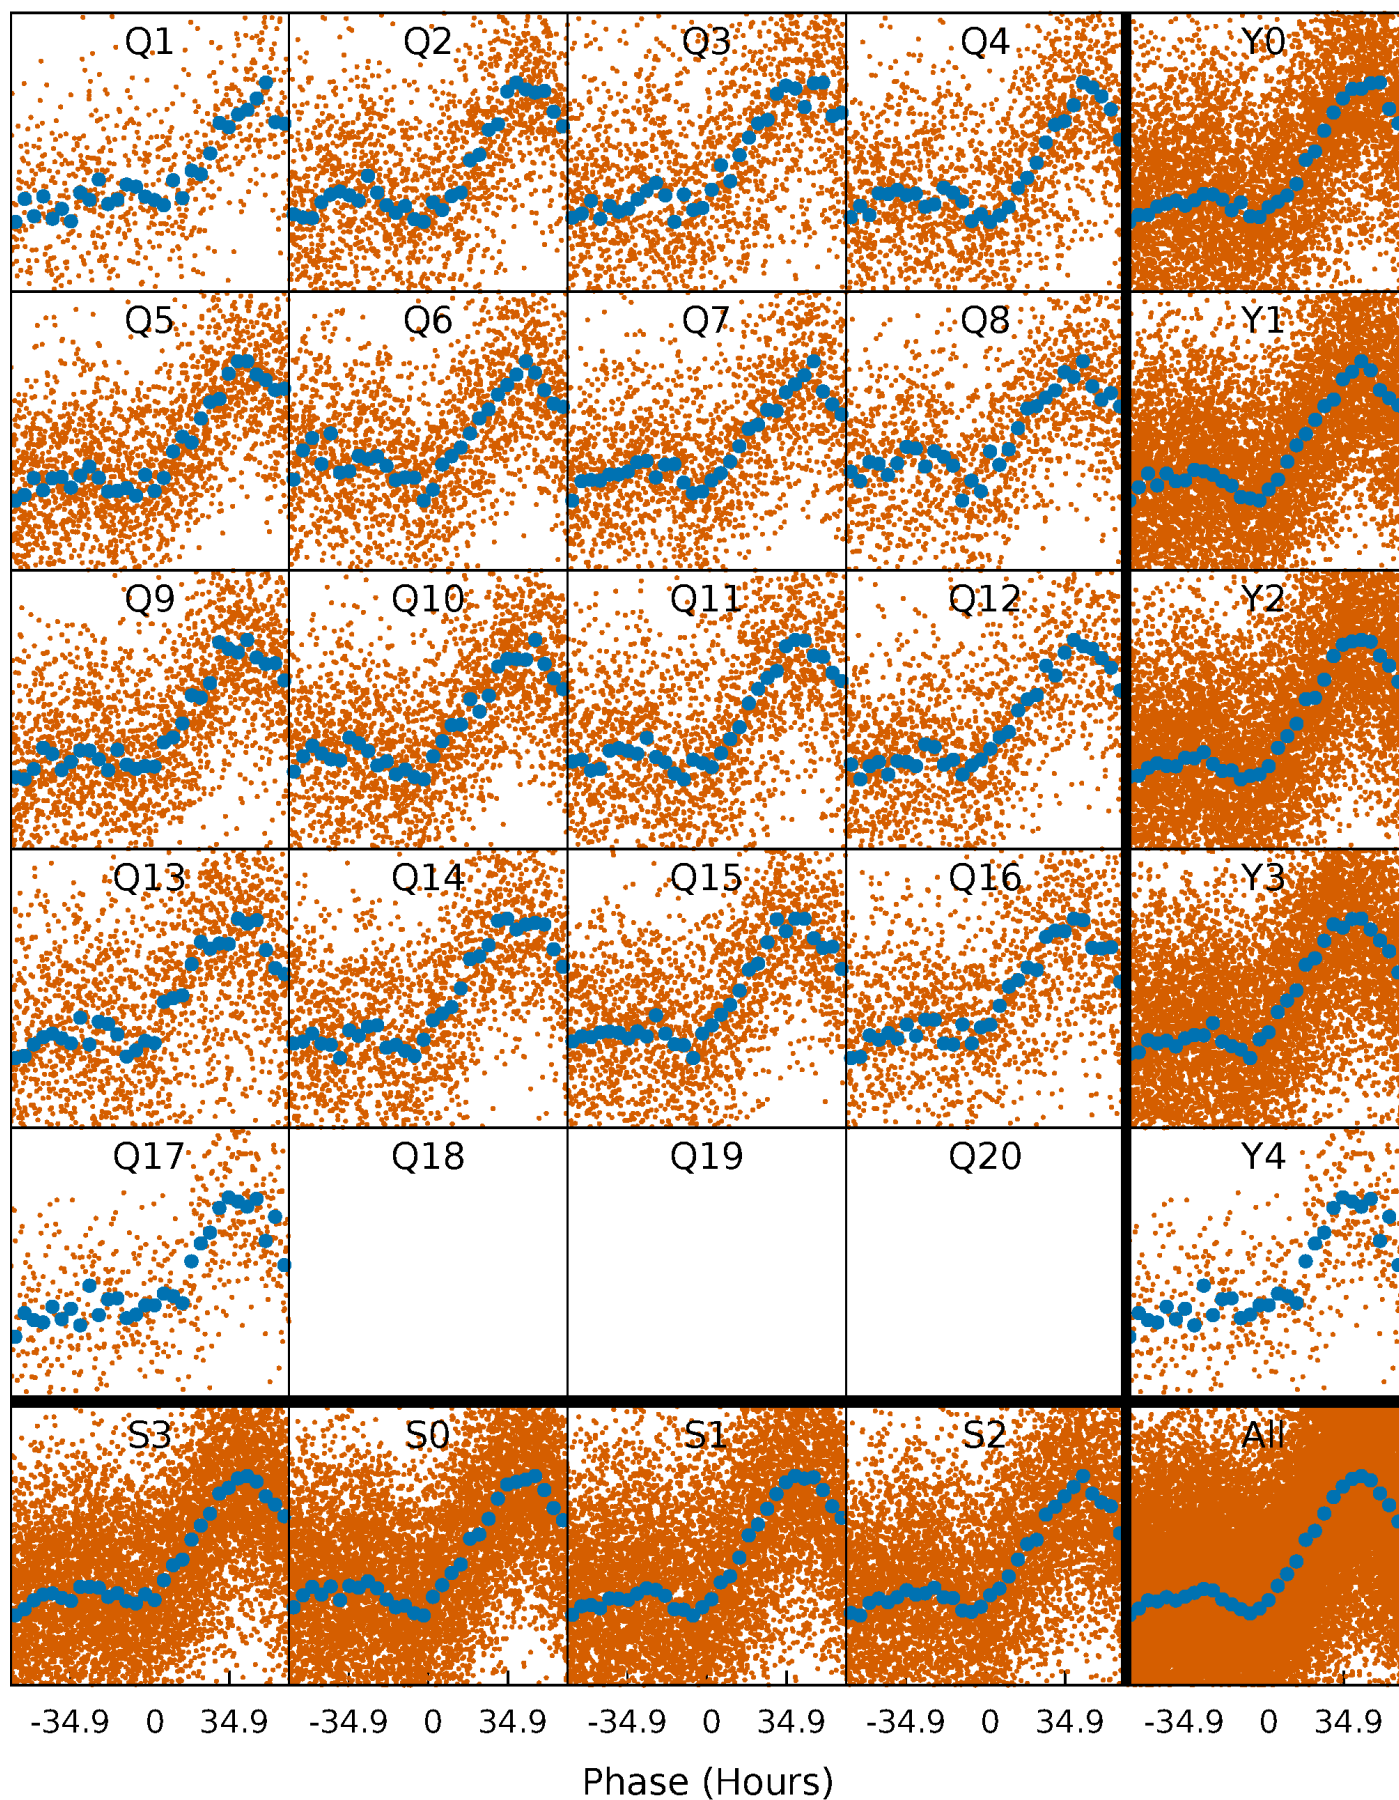 Q1 Q2 Q3 Q4 Y0
Q5 Q6 Q7 Q8 Y1
Q9 Q10 Q11 Q12 Y2
Q13 Q14 Q15 Q16 Y3
Q17 Q18 Q19 Q20 Y4
S3 S0 S1 S2 All
-34.9 0 34.9 -34.9 0 34.9 -34.9 0 34.9 -34.9 0 34.9 -34.9 0 34.9
Phase (Hours)